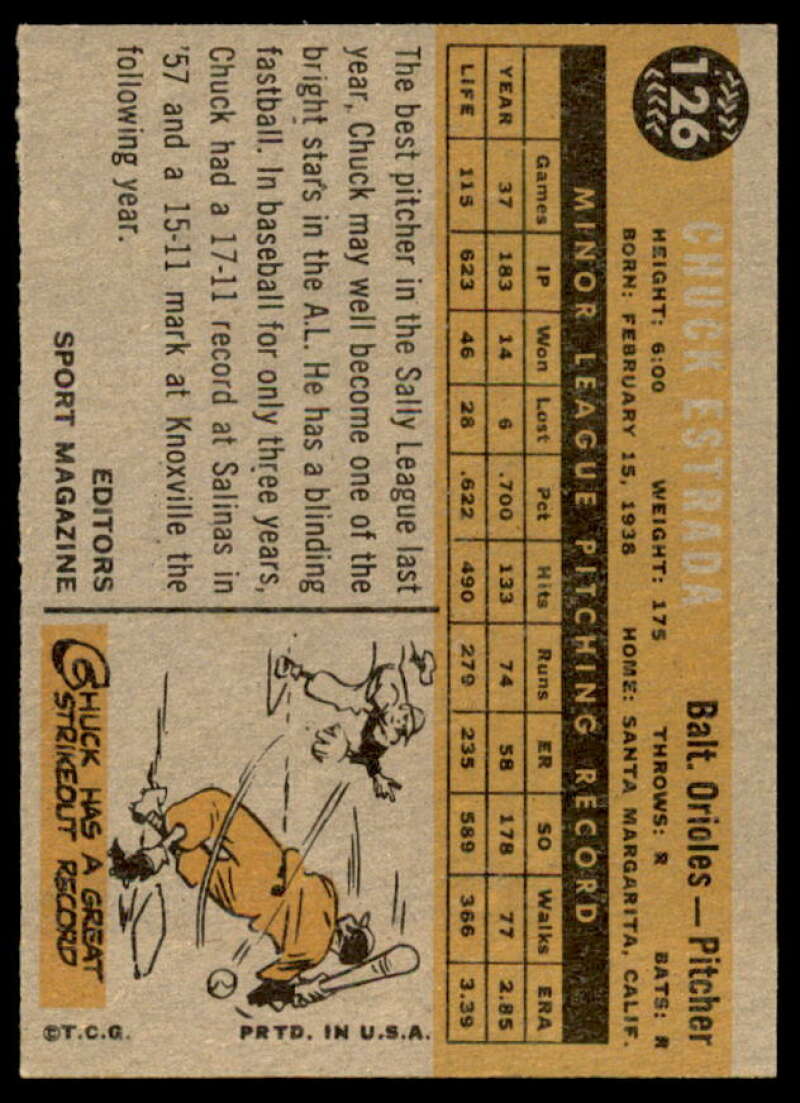 126
CHUCK ESTRADA Balt. Orioles — Pitcher
HEIGHT: 6:00 WEIGHT: 175 THROWS: R BATS: R
BORN: FEBRUARY 15, 1938 HOME: SANTA MARGARITA, CALIF.
MINOR LEAGUE PITCHING RECORD
Games IP Won Lost Pct Hits Runs ER SO Walks ERA
YEAR 37 183 14 6 .700 133 74 58 178 77 2.85
LIFE 115 623 46 28 .622 490 279 235 589 366 3.39
The best pitcher in the Sally League last
year, Chuck may well become one of the
bright stars in the A.L. He has a blinding
fastball. In baseball for only three years,
Chuck had a 17-11 record at Salinas in
'57 and a 15-11 mark at Knoxville the
following year.
EDITORS
SPORT MAGAZINE
CHUCK HAS A GREAT
STRIKEOUT RECORD
©T.C.G. PRTD. IN U.S.A.